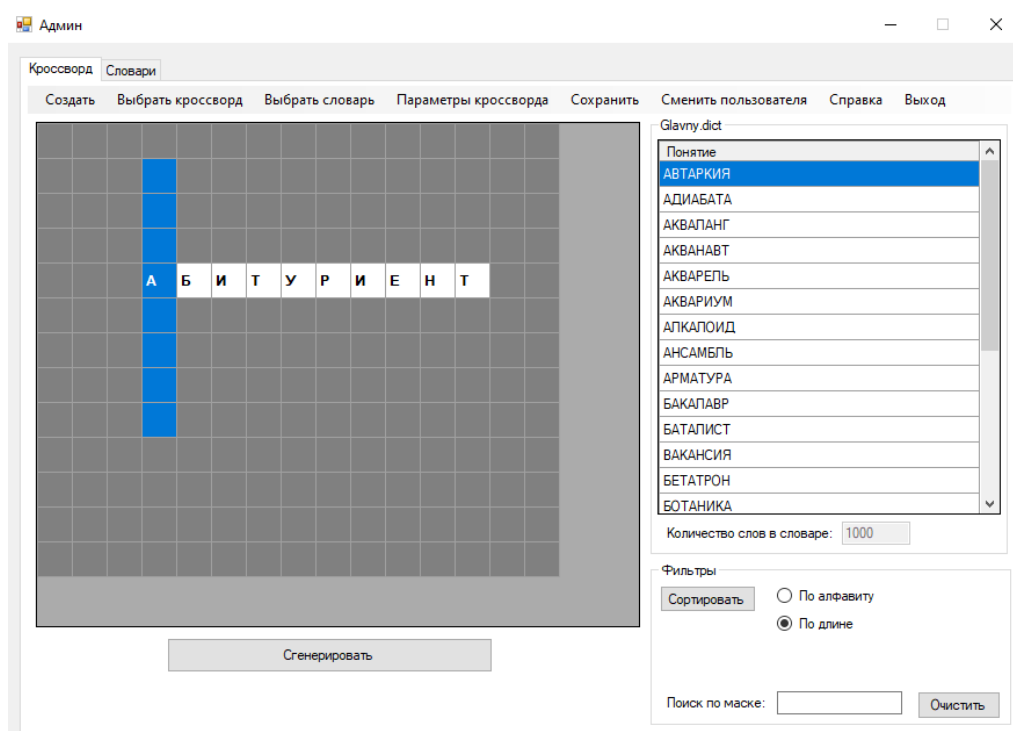 Админ
Кроссворд Словари
Создать Выбрать кроссворд Выбрать словарь Параметры кроссворда Сохранить Сменить пользователя Справка Выход
АБИТУРИЕНТ
Сгенерировать
Glavny.dict
Понятие
АВТАРКИЯ
АДИАБАТА
АКВАЛАНГ
АКВАНАВТ
АКВАРЕЛЬ
АКВАРИУМ
АЛКАЛОИД
АНСАМБЛЬ
АРМАТУРА
БАКАЛАВР
БАТАЛИСТ
ВАКАНСИЯ
БЕТАТРОН
БОТАНИКА
Количество слов в словаре: 1000
Фильтры
Сортировать По алфавиту
По длине
Поиск по маске: Очистить